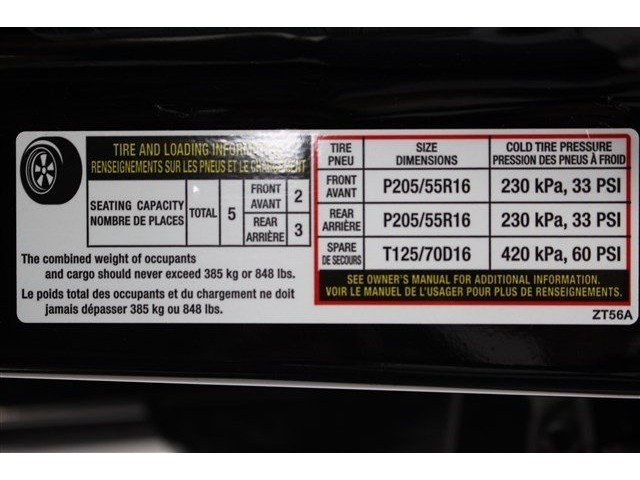 TIRE AND LOADING INFORMATION
RENSEIGNEMENTS SUR LES PNEUS ET LE CHARGEMENT
SEATING CAPACITY
NOMBRE DE PLACES
TOTAL
5
FRONT
AVANT
2
REAR
ARRIÈRE
3
The combined weight of occupants
and cargo should never exceed 385 kg or 848 lbs.
Le poids total des occupants et du chargement ne doit
jamais dépasser 385 kg ou 848 lbs.
TIRE
PNEU
SIZE
DIMENSIONS
COLD TIRE PRESSURE
PRESSION DES PNEUS À FROID
FRONT
AVANT
P205/55R16
230 kPa, 33 PSI
REAR
ARRIÈRE
P205/55R16
230 kPa, 33 PSI
SPARE
DE SECOURS
T125/70D16
420 kPa, 60 PSI
SEE OWNER'S MANUAL FOR ADDITIONAL INFORMATION.
VOIR LE MANUEL DE L'USAGER POUR PLUS DE RENSEIGNEMENTS.
ZT56A